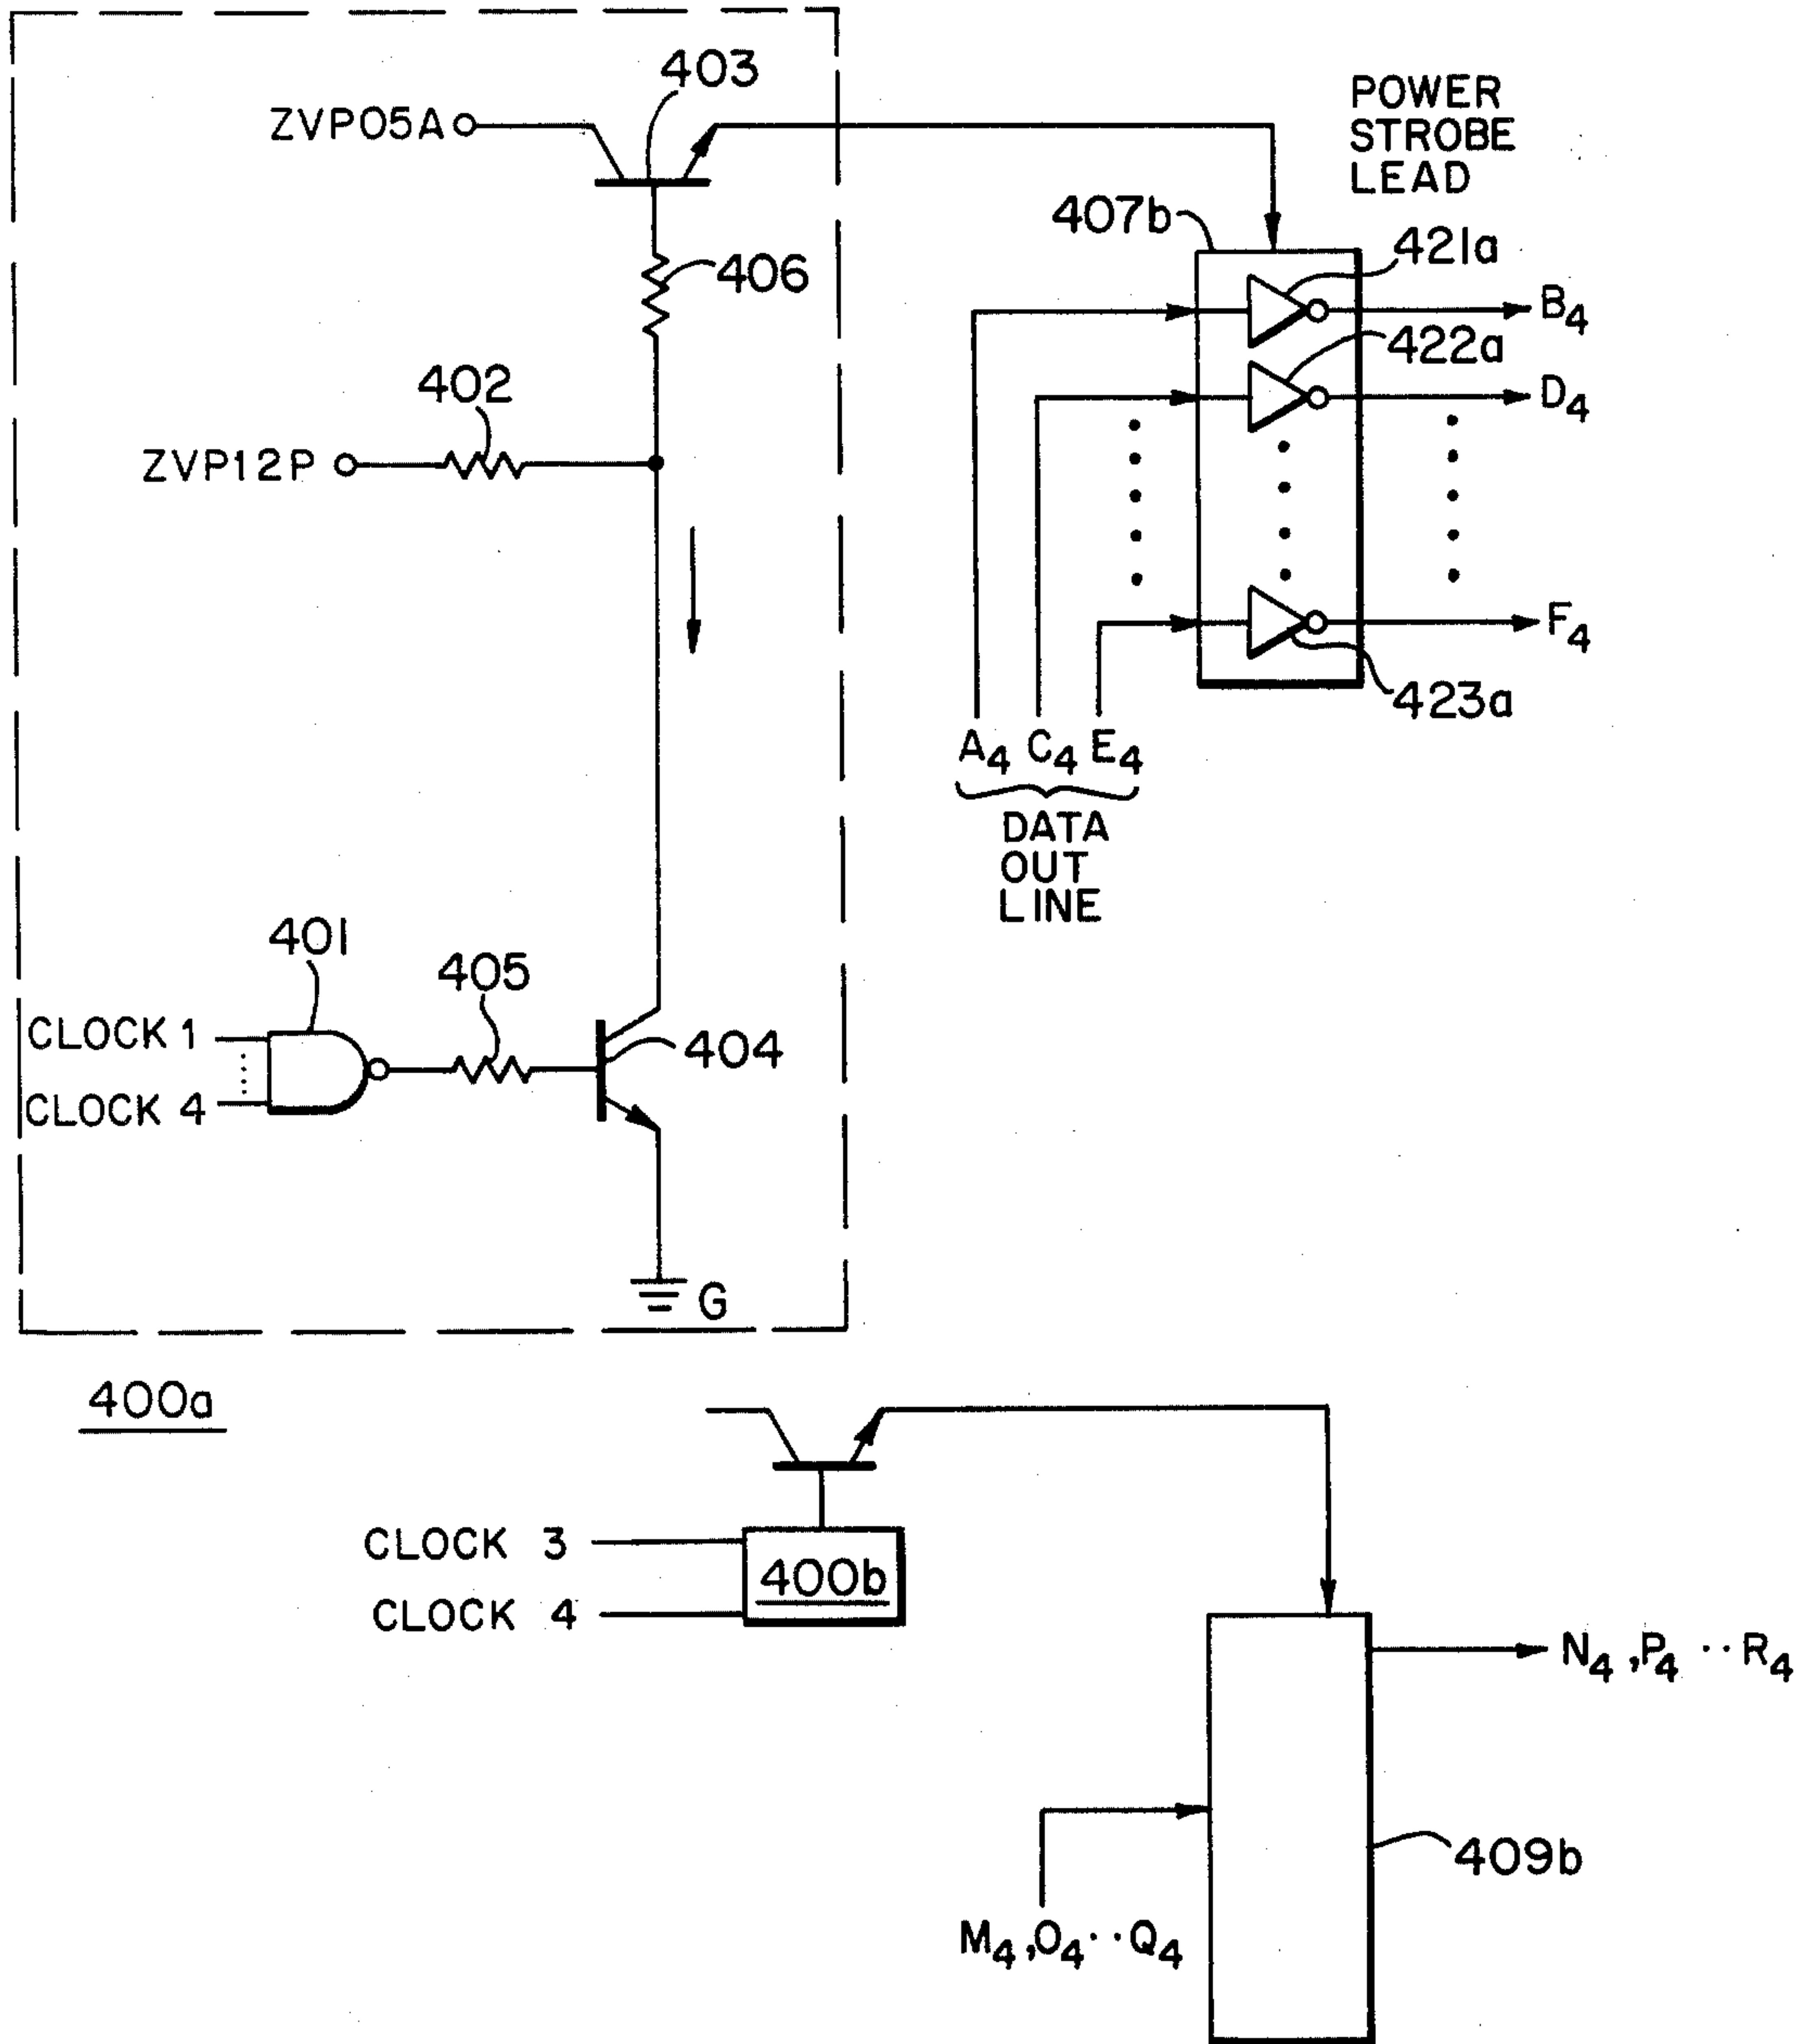 403
ZVP05A
POWER
STROBE
LEAD
407b
421a
406
B4
422a
402
D4
ZVP12P
F4
423a
A4 C4 E4
DATA
OUT
LINE
401
405
CLOCK 1
404
CLOCK 4
G
400a
CLOCK 3
400b
CLOCK 4
N4,P4··R4
409b
M4,O4··Q4